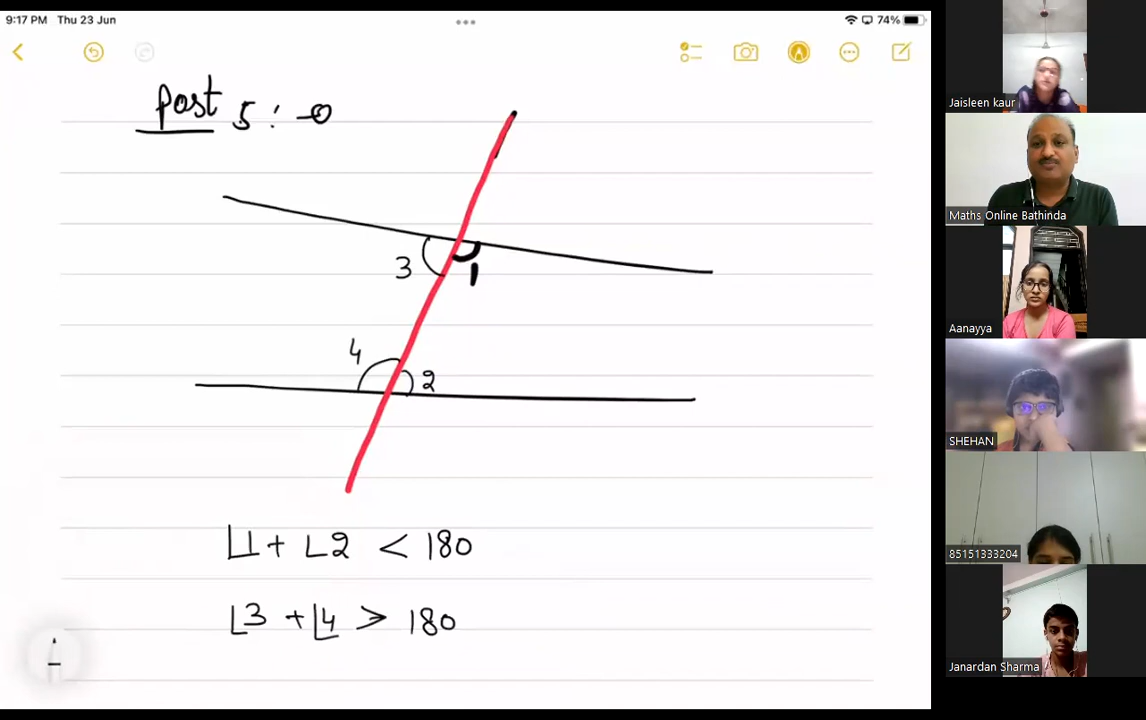 9:17 PM Thu 23 Jun
74%
Post 5:-
3
1
4
2
∠1 + ∠2 < 180
∠3 + ∠4 > 180
Jaisleen kaur
Maths Online Bathinda
Aanayya
SHEHAN
85151333204
Janardan Sharma